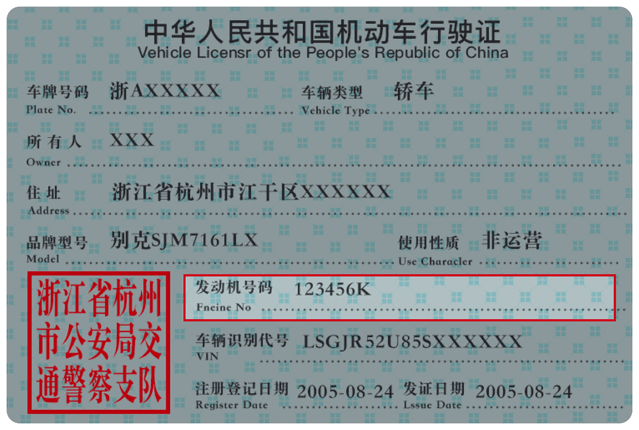 中华人民共和国机动车行驶证
Vehicle Licensr of the People's Republic of China
车牌号码 浙AXXXXX 车辆类型 轿车
Plate No. Vehicle Type
所有人 XXX
Owner
住址 浙江省杭州市江干区XXXXXX
Address
品牌型号 别克SJM7161LX 使用性质 非运营
Model Use Characler
浙江省杭州
市公安局交
通警察支队
发动机号码 123456K
Fneine No
车辆识别代号 LSGJR52U85SXXXXXX
VIN
注册登记日期 2005-08-24 发证日期 2005-08-24
Register Date Lssue Date